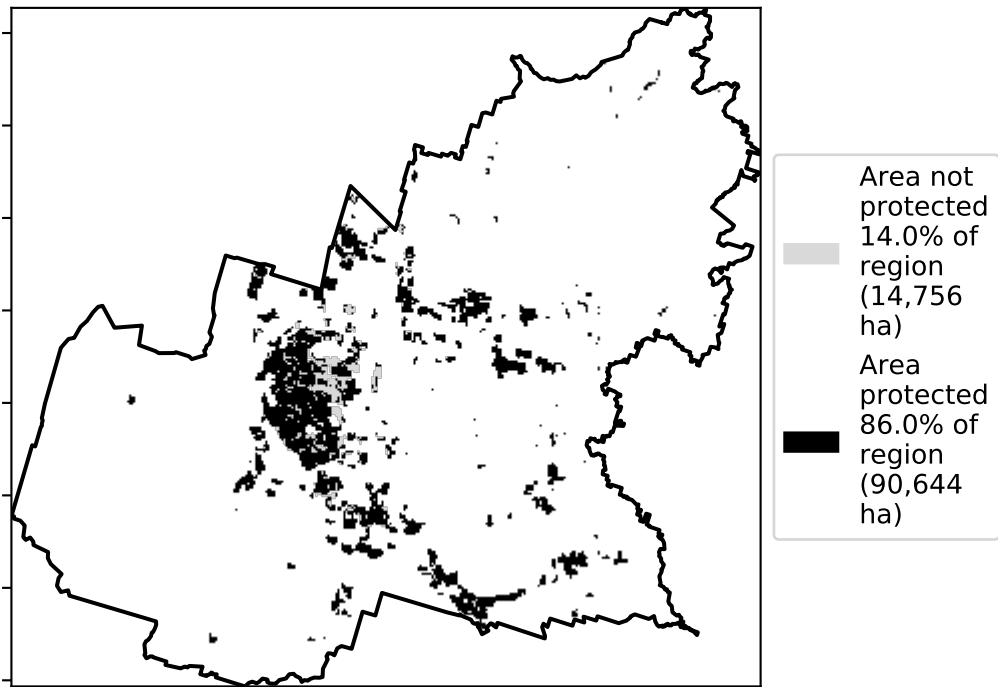 Area not
protected
14.0% of
region
(14,756
ha)
Area
protected
86.0% of
region
(90,644
ha)